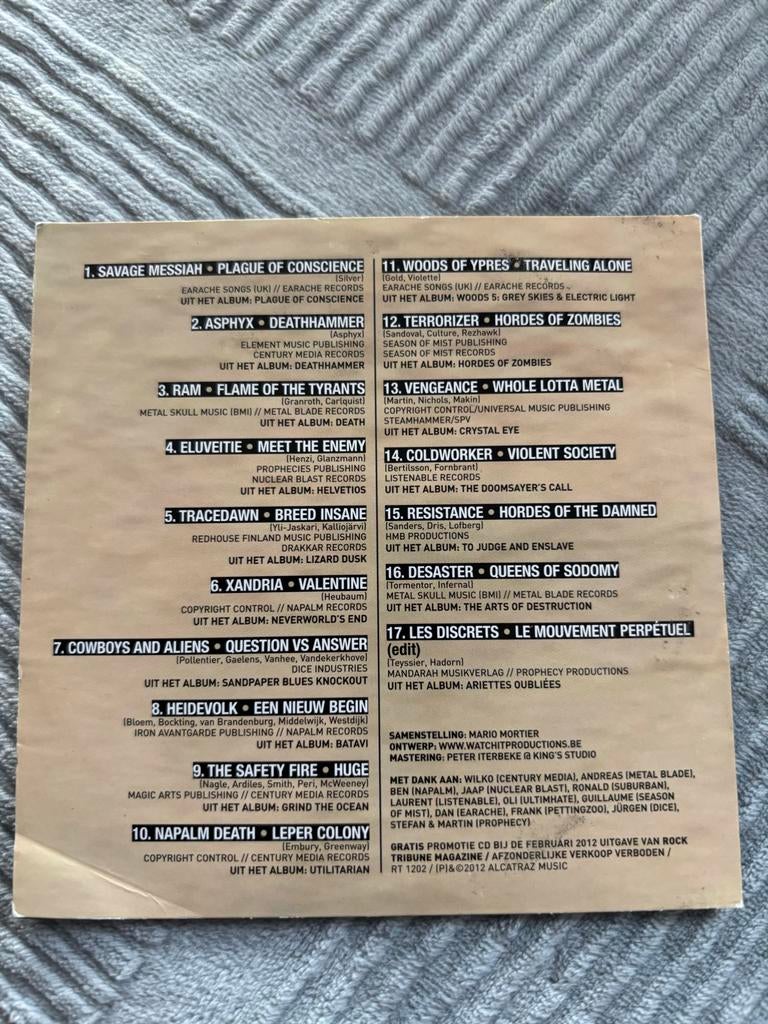 1. SAVAGE MESSIAH • PLAGUE OF CONSCIENCE
(Silver)
EARACHE SONGS (UK) // EARACHE RECORDS
UIT HET ALBUM: PLAGUE OF CONSCIENCE
2. ASPHYX • DEATHHAMMER
(Asphyx)
ELEMENT MUSIC PUBLISHING
CENTURY MEDIA RECORDS
UIT HET ALBUM: DEATHHAMMER
3. RAM • FLAME OF THE TYRANTS
(Granroth, Carlquist)
METAL SKULL MUSIC (BMI) // METAL BLADE RECORDS
UIT HET ALBUM: DEATH
4. ELUVEITIE • MEET THE ENEMY
(Henzi, Glanzmann)
PROPHECIES PUBLISHING
NUCLEAR BLAST RECORDS
UIT HET ALBUM: HELVETIOS
5. TRACEDAWN • BREED INSANE
(Yli-Jaskari, Kalliojärvi)
REDHOUSE FINLAND MUSIC PUBLISHING
DRAKKAR RECORDS
UIT HET ALBUM: LIZARD DUSK
6. XANDRIA • VALENTINE
(Heubaum)
COPYRIGHT CONTROL // NAPALM RECORDS
UIT HET ALBUM: NEVERWORLD'S END
7. COWBOYS AND ALIENS • QUESTION VS ANSWER
(Pollentier, Gaelens, Vanhee, Vandekerkhove)
DICE INDUSTRIES
UIT HET ALBUM: SANDPAPER BLUES KNOCKOUT
8. HEIDEVOLK • EEN NIEUW BEGIN
(Bloem, Bockting, van Brandenburg, Middelwijk, Westdijk)
IRON AVANTGARDE PUBLISHING // NAPALM RECORDS
UIT HET ALBUM: BATAVI
9. THE SAFETY FIRE • HUGE
(Nagle, Ardiles, Smith, Peri, McWeeney)
MAGIC ARTS PUBLISHING // CENTURY MEDIA RECORDS
UIT HET ALBUM: GRIND THE OCEAN
10. NAPALM DEATH • LEPER COLONY
(Embury, Greenway)
COPYRIGHT CONTROL // CENTURY MEDIA RECORDS
UIT HET ALBUM: UTILITARIAN
11. WOODS OF YPRES • TRAVELING ALONE
(Gold, Violette)
EARACHE SONGS (UK) // EARACHE RECORDS
UIT HET ALBUM: WOODS 5: GREY SKIES & ELECTRIC LIGHT
12. TERRORIZER • HORDES OF ZOMBIES
(Sandoval, Culture, Rezhawk)
SEASON OF MIST PUBLISHING
SEASON OF MIST RECORDS
UIT HET ALBUM: HORDES OF ZOMBIES
13. VENGEANCE • WHOLE LOTTA METAL
(Martin, Nichols, Makin)
COPYRIGHT CONTROL/UNIVERSAL MUSIC PUBLISHING
STEAMHAMMER/SPV
UIT HET ALBUM: CRYSTAL EYE
14. COLDWORKER • VIOLENT SOCIETY
(Bertilsson, Fornbrant)
LISTENABLE RECORDS
UIT HET ALBUM: THE DOOMSAYER'S CALL
15. RESISTANCE • HORDES OF THE DAMNED
(Sanders, Dris, Lofberg)
HMB PRODUCTIONS
UIT HET ALBUM: TO JUDGE AND ENSLAVE
16. DESASTER • QUEENS OF SODOMY
(Tormentor, Infernal)
METAL SKULL MUSIC (BMI) // METAL BLADE RECORDS
UIT HET ALBUM: THE ARTS OF DESTRUCTION
17. LES DISCRETS • LE MOUVEMENT PERPÉTUEL
(edit)
(Teyssier, Hadorn)
MANDARAH MUSIKVERLAG // PROPHECY PRODUCTIONS
UIT HET ALBUM: ARIETTES OUBLIÉES
SAMENSTELLING: MARIO MORTIER
ONTWERP: WWW.WATCHITPRODUCTIONS.BE
MASTERING: PETER ITERBEKE @ KING'S STUDIO
MET DANK AAN: WILKO (CENTURY MEDIA), ANDREAS (METAL BLADE),
BEN (NAPALM), JAAP (NUCLEAR BLAST), RONALD (SUBURBAN),
LAURENT (LISTENABLE), OLI (ULTIMHATE), GUILLAUME (SEASON
OF MIST), DAN (EARACHE), FRANK (PETTINGZOO), JÜRGEN (DICE),
STEFAN & MARTIN (PROPHECY)
GRATIS PROMOTIE CD BIJ DE FEBRUARI 2012 UITGAVE VAN ROCK
TRIBUNE MAGAZINE / AFZONDERLIJKE VERKOOP VERBODEN /
RT 1202 / (P)&©2012 ALCATRAZ MUSIC